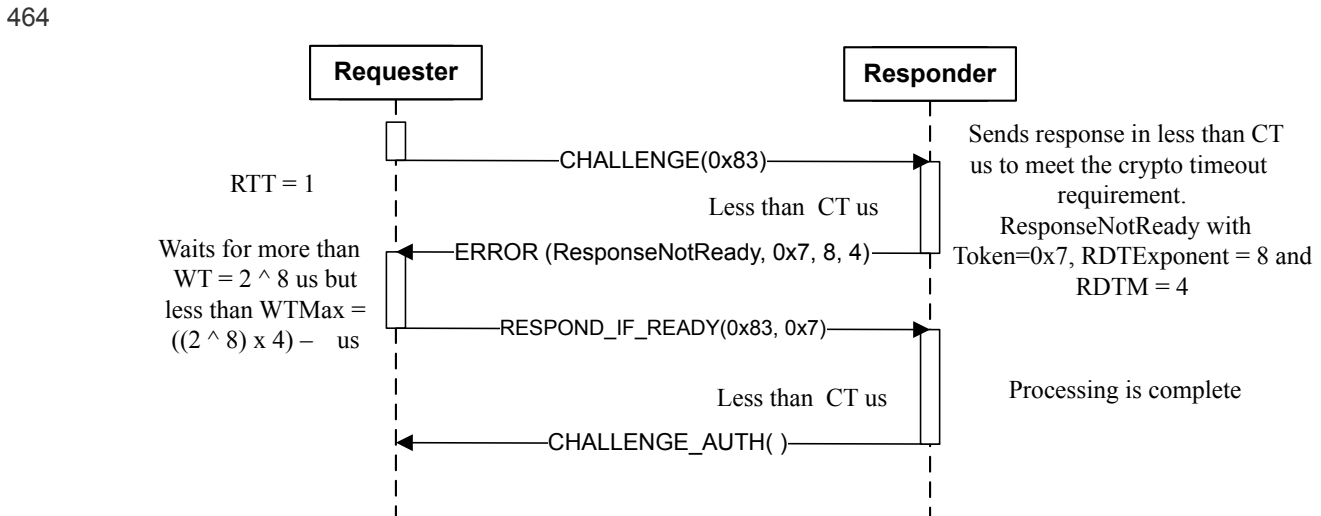 464
Requester
Responder
CHALLENGE(0x83)
Sends response in less than CT
us to meet the crypto timeout
requirement.
ResponseNotReady with
Token=0x7, RDTExponent = 8 and
RDTM = 4
RTT = 1
Less than CT us
ERROR (ResponseNotReady, 0x7, 8, 4)
Waits for more than
WT = 2 ^ 8 us but
less than WTMax =
((2 ^ 8) x 4) – us
RESPOND_IF_READY(0x83, 0x7)
Less than CT us
Processing is complete
CHALLENGE_AUTH( )